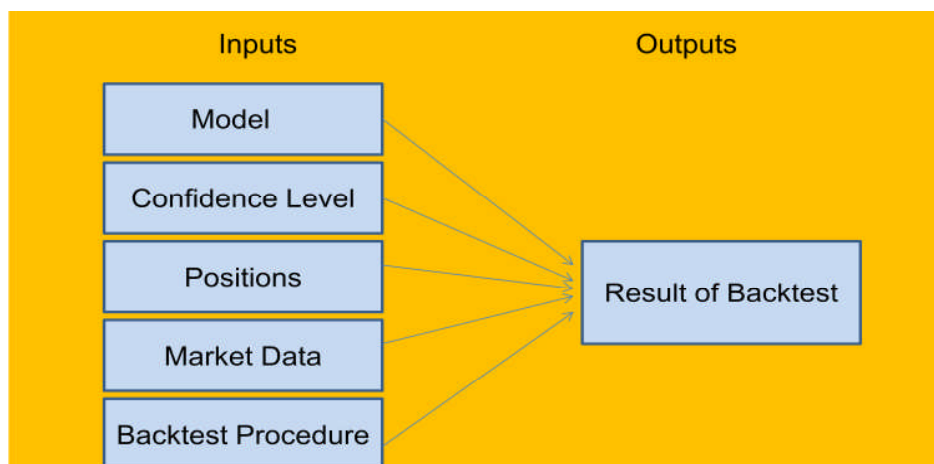 Inputs
Outputs
Model
Confidence Level
Positions
Result of Backtest
Market Data
Backtest Procedure